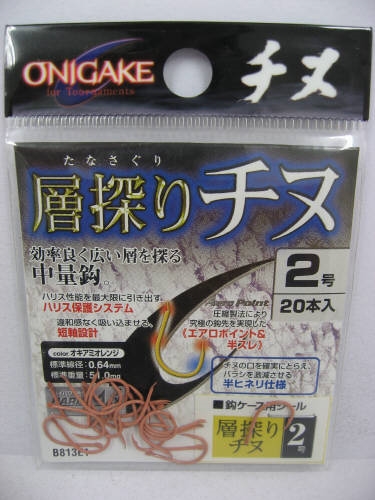 ONIGAKE
for Tournaments
チヌ
たなさぐり
層探りチヌ
効率良く広い層を探る
中量鈎。
2号
20本入
ハリス性能を最大限に引き出す。
ハリス保護システム
違和感なく吸い込ませる、
短軸設計
Aero Point
圧縮製法により
究極の鈎先を実現した
《エアロポイント&
半スレ》
color オキアミオレンジ
標準線径:0.64mm
チヌの口を確実にとらえ、
バラシを激減させる
半ヒネリ仕様
鈎ケース用シール
層探り
チヌ
2号